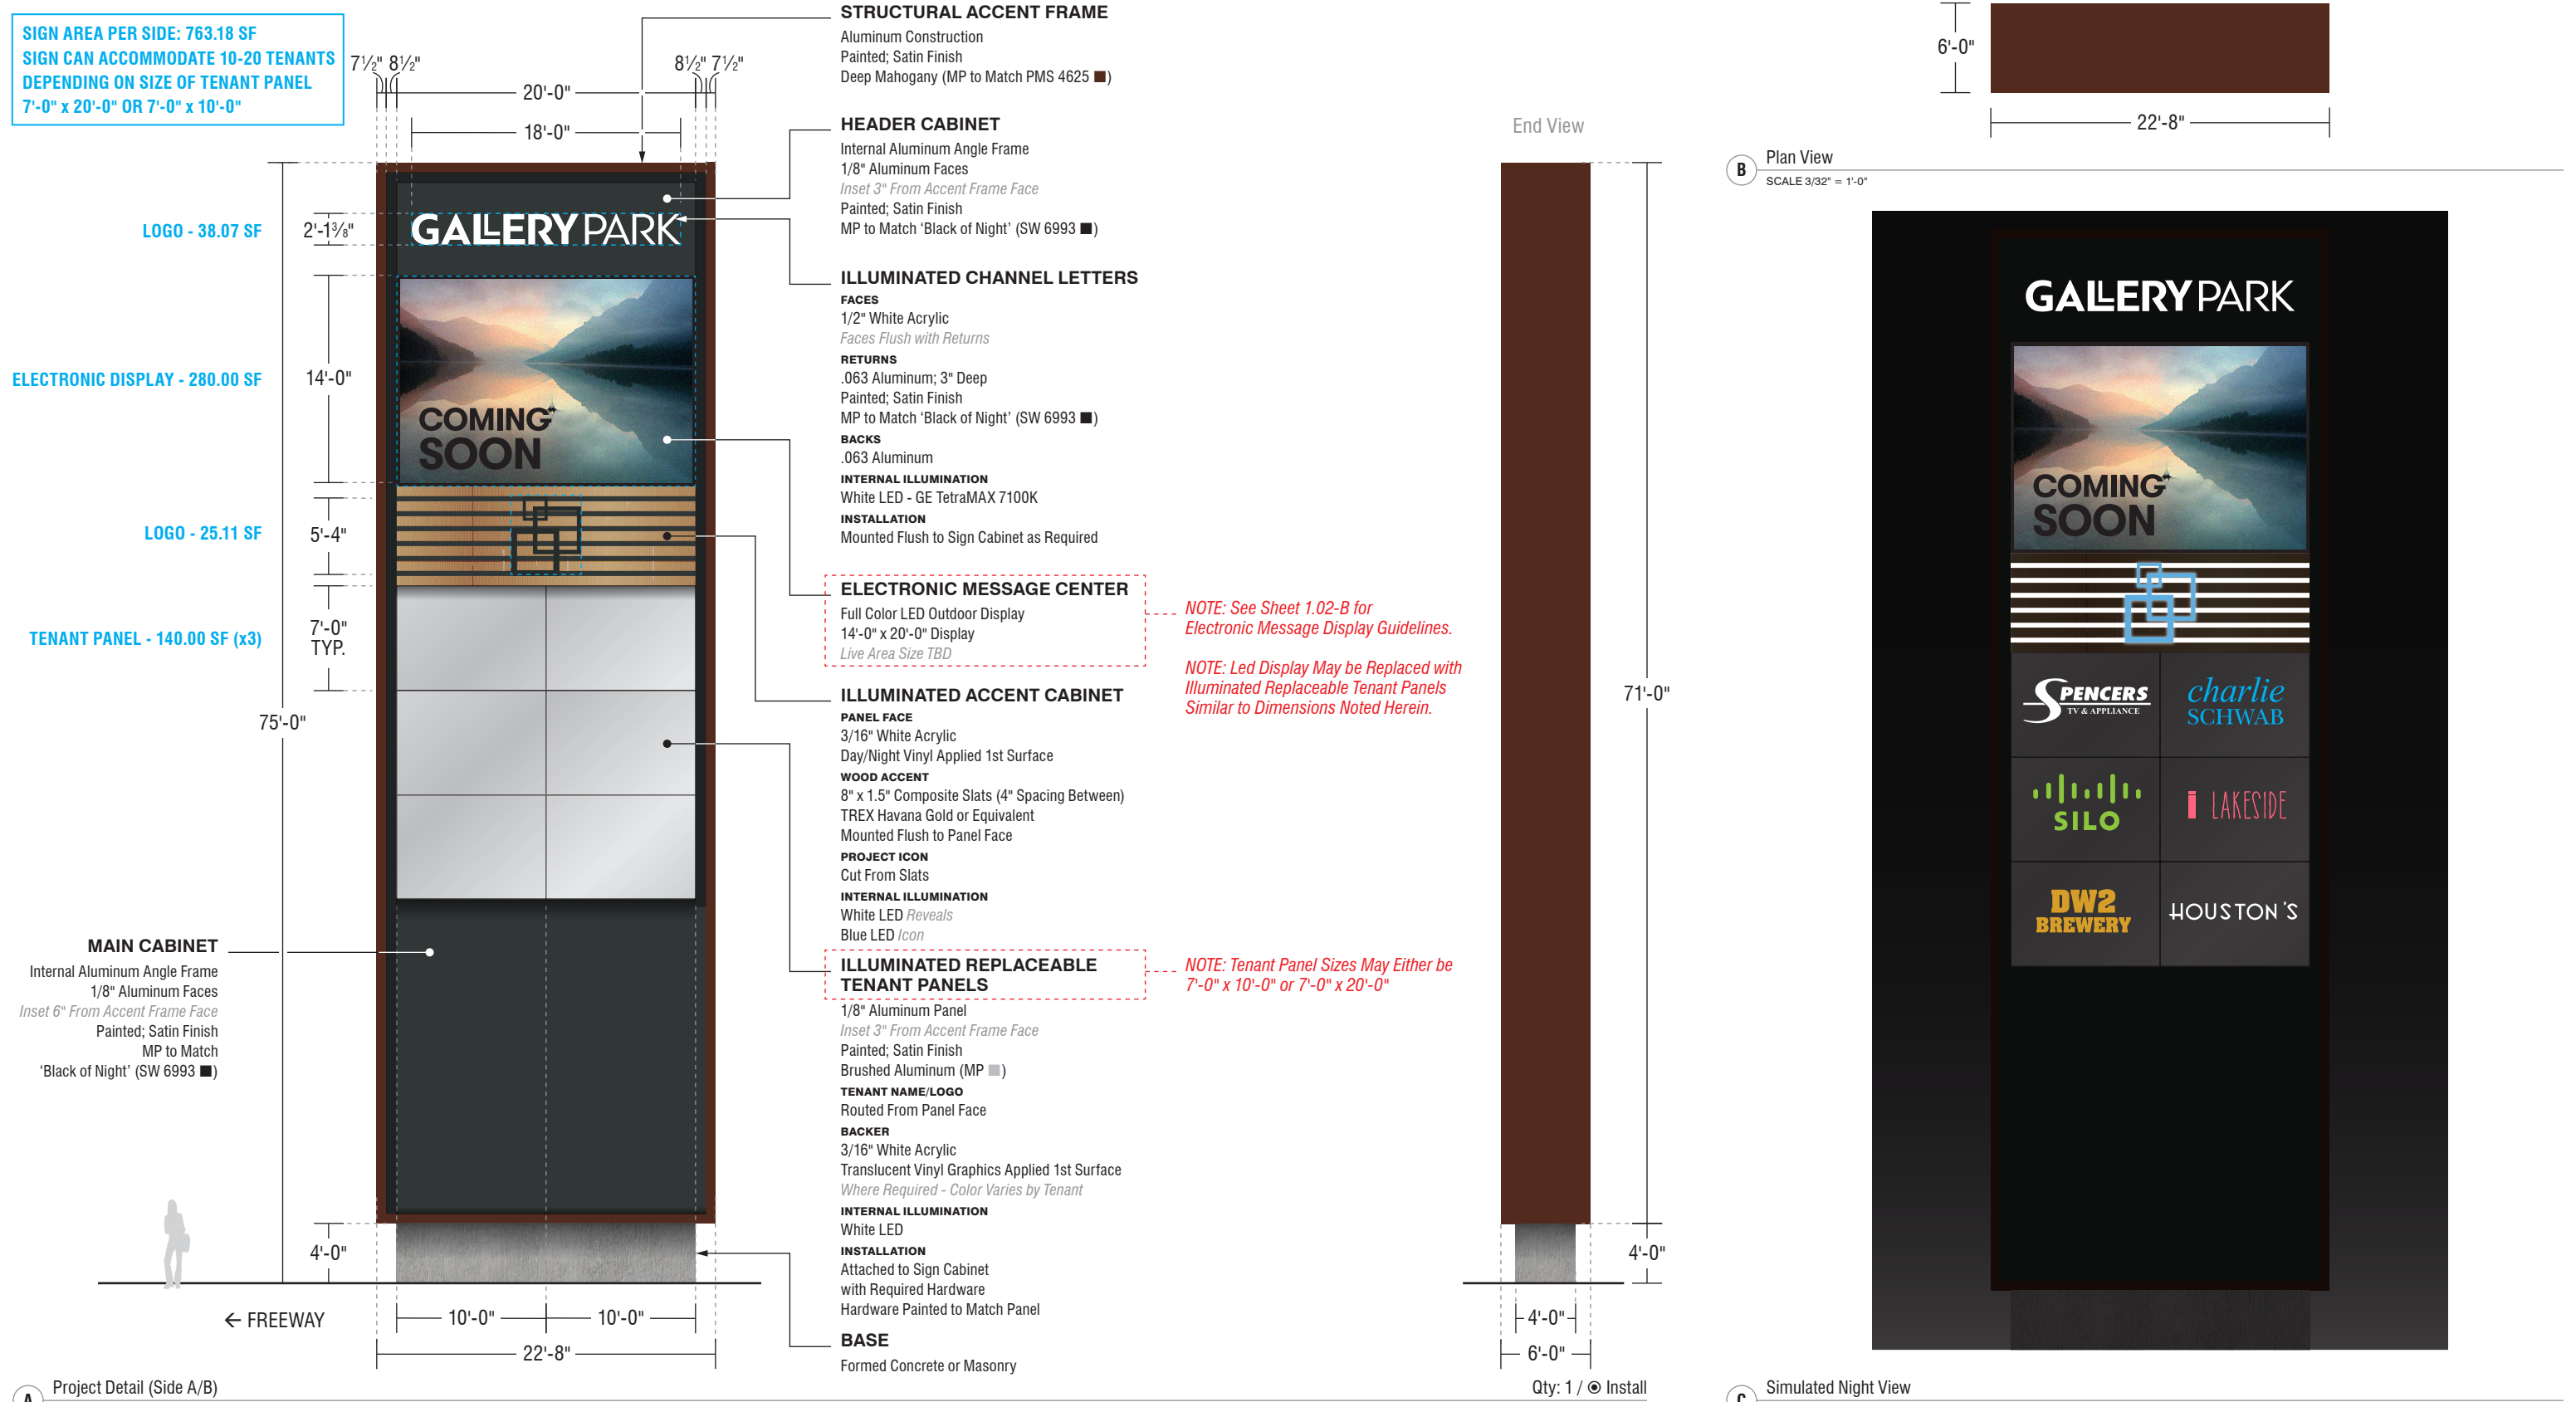 SIGN AREA PER SIDE: 763.18 SF
SIGN CAN ACCOMMODATE 10-20 TENANTS
DEPENDING ON SIZE OF TENANT PANEL
7'-0" x 20'-0" OR 7'-0" x 10'-0"
7½" 8½"
8½" 7½"
20'-0"
18'-0"
LOGO - 38.07 SF
2'-1⅜"
GALLERY PARK
ELECTRONIC DISPLAY - 280.00 SF
14'-0"
COMING
SOON
LOGO - 25.11 SF
5'-4"
TENANT PANEL - 140.00 SF (x3)
7'-0"
TYP.
75'-0"
MAIN CABINET
Internal Aluminum Angle Frame
1/8" Aluminum Faces
Inset 6" From Accent Frame Face
Painted; Satin Finish
MP to Match
‘Black of Night’ (SW 6993 ■)
4'-0"
← FREEWAY
10'-0"
10'-0"
22'-8"
A
Project Detail (Side A/B)
STRUCTURAL ACCENT FRAME
Aluminum Construction
Painted; Satin Finish
Deep Mahogany (MP to Match PMS 4625 ■)
HEADER CABINET
Internal Aluminum Angle Frame
1/8" Aluminum Faces
Inset 3" From Accent Frame Face
Painted; Satin Finish
MP to Match ‘Black of Night’ (SW 6993 ■)
ILLUMINATED CHANNEL LETTERS
FACES
1/2" White Acrylic
Faces Flush with Returns
RETURNS
.063 Aluminum; 3" Deep
Painted; Satin Finish
MP to Match ‘Black of Night’ (SW 6993 ■)
BACKS
.063 Aluminum
INTERNAL ILLUMINATION
White LED - GE TetraMAX 7100K
INSTALLATION
Mounted Flush to Sign Cabinet as Required
ELECTRONIC MESSAGE CENTER
Full Color LED Outdoor Display
14'-0" x 20'-0" Display
Live Area Size TBD
NOTE: See Sheet 1.02-B for
Electronic Message Display Guidelines.
NOTE: Led Display May be Replaced with
Illuminated Replaceable Tenant Panels
Similar to Dimensions Noted Herein.
ILLUMINATED ACCENT CABINET
PANEL FACE
3/16" White Acrylic
Day/Night Vinyl Applied 1st Surface
WOOD ACCENT
8" x 1.5" Composite Slats (4" Spacing Between)
TREX Havana Gold or Equivalent
Mounted Flush to Panel Face
PROJECT ICON
Cut From Slats
INTERNAL ILLUMINATION
White LED Reveals
Blue LED Icon
ILLUMINATED REPLACEABLE
TENANT PANELS
NOTE: Tenant Panel Sizes May Either be
7'-0" x 10'-0" or 7'-0" x 20'-0"
1/8" Aluminum Panel
Inset 3" From Accent Frame Face
Painted; Satin Finish
Brushed Aluminum (MP ■)
TENANT NAME/LOGO
Routed From Panel Face
BACKER
3/16" White Acrylic
Translucent Vinyl Graphics Applied 1st Surface
Where Required - Color Varies by Tenant
INTERNAL ILLUMINATION
White LED
INSTALLATION
Attached to Sign Cabinet
with Required Hardware
Hardware Painted to Match Panel
BASE
Formed Concrete or Masonry
End View
71'-0"
4'-0"
4'-0"
6'-0"
Qty: 1 / ◉ Install
6'-0"
22'-8"
B
Plan View
SCALE 3/32" = 1'-0"
GALLERY PARK
COMING
SOON
SPENCERS
TV & APPLIANCE
charlie
SCHWAB
SILO
LAKESIDE
DW2
BREWERY
HOUSTON'S
C
Simulated Night View